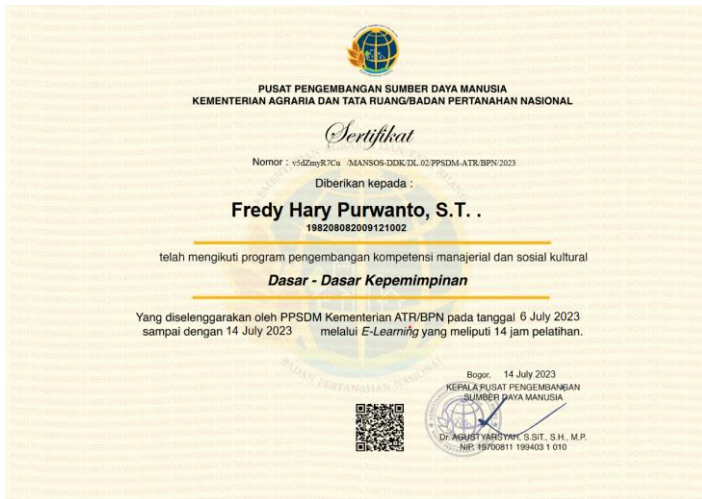 PUSAT PENGEMBANGAN SUMBER DAYA MANUSIA
KEMENTERIAN AGRARIA DAN TATA RUANG/BADAN PERTANAHAN NASIONAL
Sertifikat
Nomor : v5dZmyR7Cu /MANSOS-DDK/DL.02/PPSDM-ATR/BPN/2023
Diberikan kepada :
Fredy Hary Purwanto, S.T. .
198208082009121002
telah mengikuti program pengembangan kompetensi manajerial dan sosial kultural
Dasar - Dasar Kepemimpinan
Yang diselenggarakan oleh PPSDM Kementerian ATR/BPN pada tanggal 6 July 2023
sampai dengan 14 July 2023 melalui E-Learning yang meliputi 14 jam pelatihan.
BADAN PERTANAHAN NASIONAL
Bogor, 14 July 2023
KEPALA PUSAT PENGEMBANGAN
SUMBER DAYA MANUSIA
Dr. AGUSTYARSYAH, S.SiT., S.H., M.P.
NIP. 19700811 199403 1 010